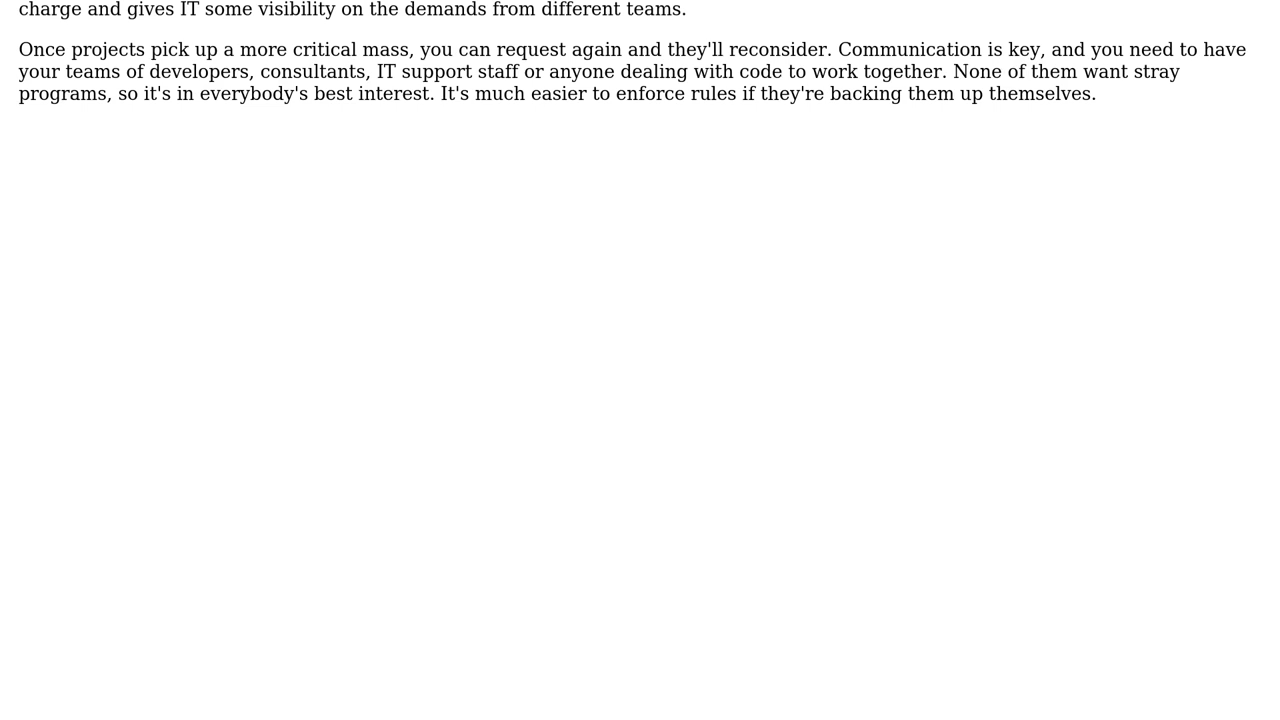 charge and gives IT some visibility on the demands from different teams.
Once projects pick up a more critical mass, you can request again and they'll reconsider. Communication is key, and you need to have
your teams of developers, consultants, IT support staff or anyone dealing with code to work together. None of them want stray
programs, so it's in everybody's best interest. It's much easier to enforce rules if they're backing them up themselves.